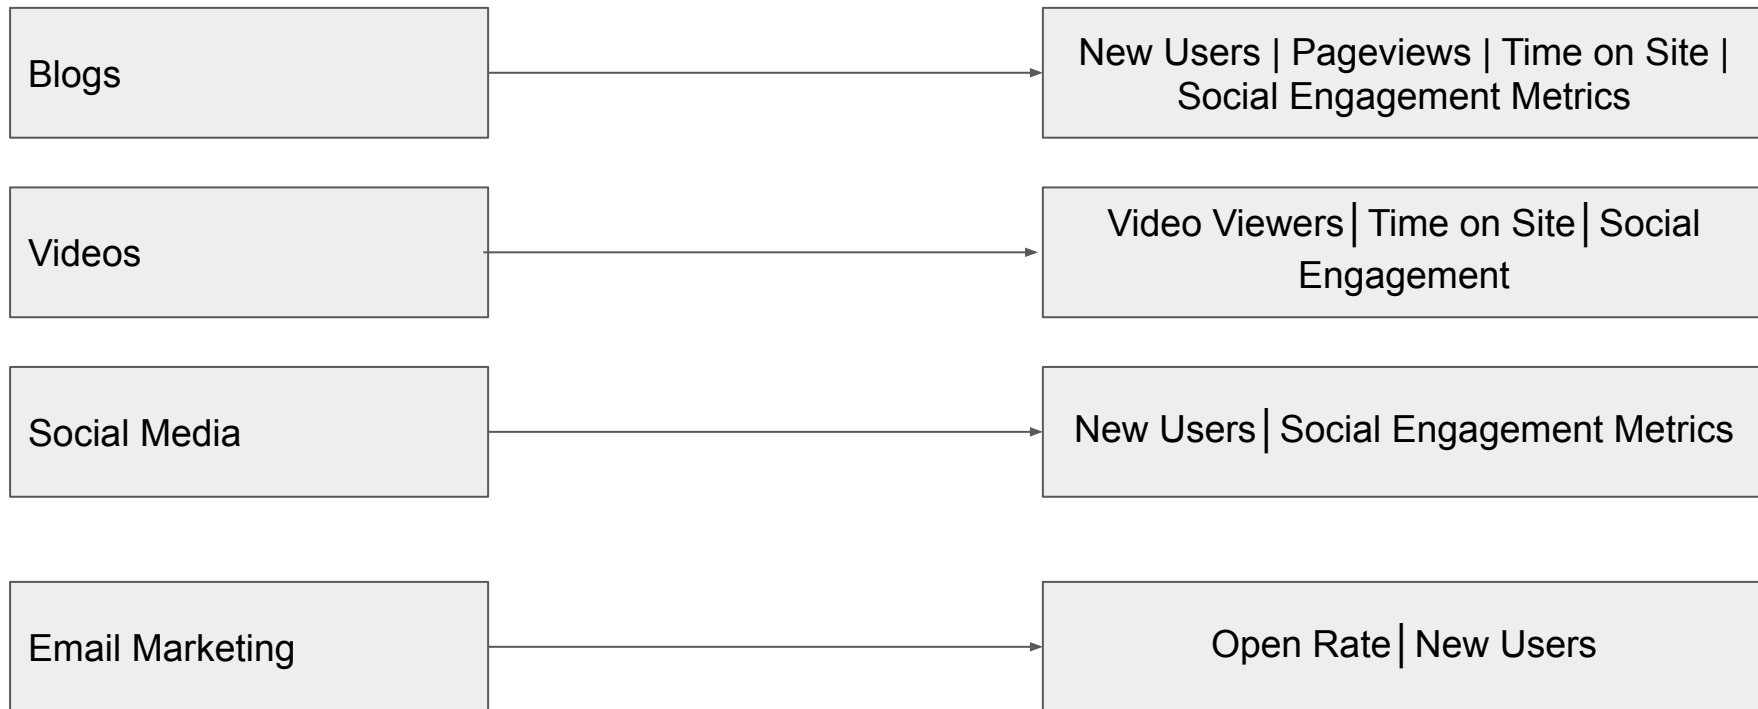 Blogs
New Users | Pageviews | Time on Site |
Social Engagement Metrics
Videos
Video Viewers│Time on Site│Social
Engagement
Social Media
New Users│Social Engagement Metrics
Email Marketing
Open Rate│New Users